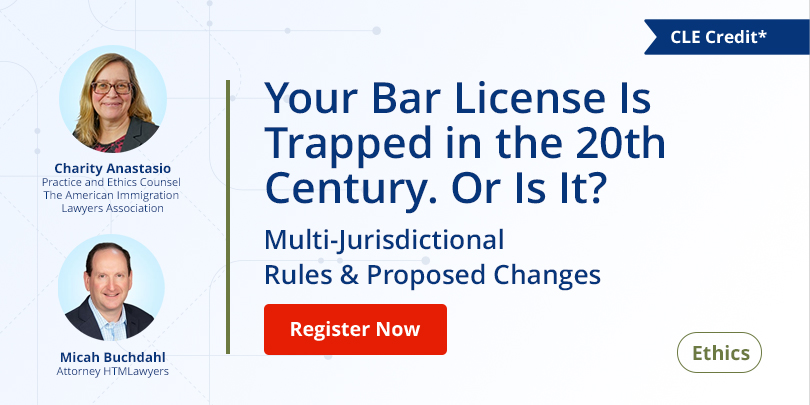 CLE Credit*
Charity Anastasio
Practice and Ethics Counsel
The American Immigration
Lawyers Association
Micah Buchdahl
Attorney HTMLawyers
Your Bar License Is
Trapped in the 20th
Century. Or Is It?
Multi-Jurisdictional
Rules & Proposed Changes
Register Now
Ethics